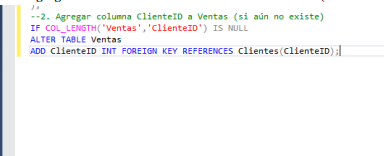 );
--2. Agregar columna ClienteID a Ventas (si aún no existe)
IF COL_LENGTH('Ventas','ClienteID') IS NULL
ALTER TABLE Ventas
ADD ClienteID INT FOREIGN KEY REFERENCES Clientes(ClienteID);